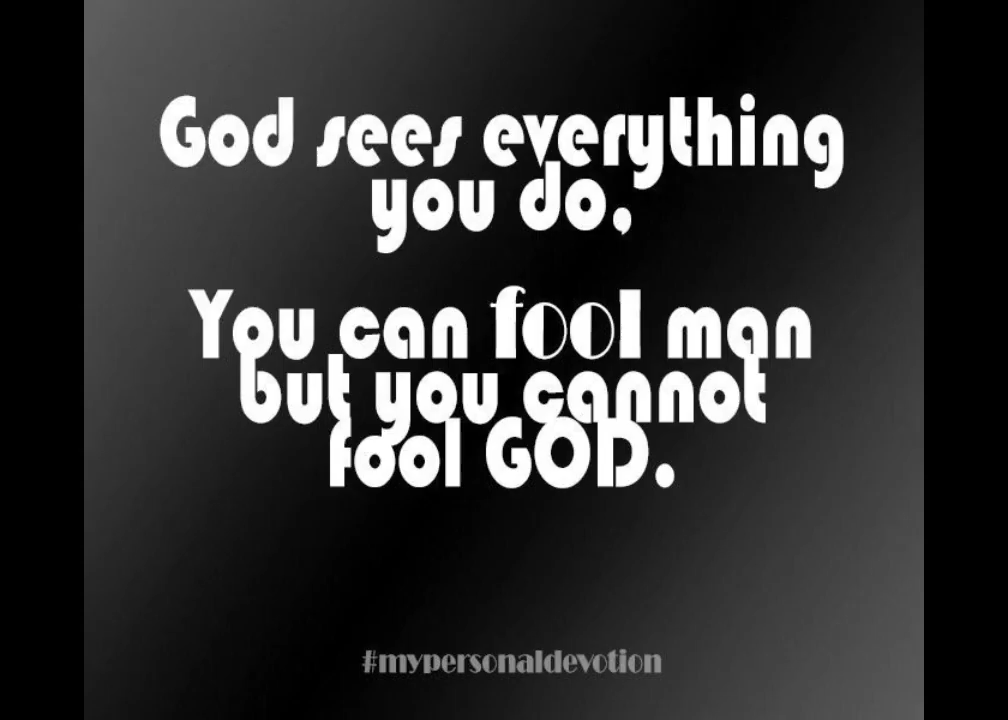 God sees everything
you do,
You can fool man
but you cannot
fool GOD.
#mypersonaldevotion